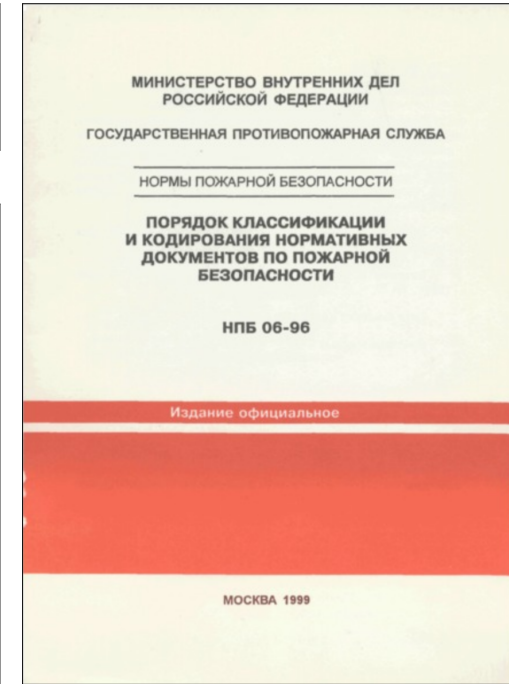 МИНИСТЕРСТВО ВНУТРЕННИХ ДЕЛ
РОССИЙСКОЙ ФЕДЕРАЦИИ
ГОСУДАРСТВЕННАЯ ПРОТИВОПОЖАРНАЯ СЛУЖБА
НОРМЫ ПОЖАРНОЙ БЕЗОПАСНОСТИ
ПОРЯДОК КЛАССИФИКАЦИИ
И КОДИРОВАНИЯ НОРМАТИВНЫХ
ДОКУМЕНТОВ ПО ПОЖАРНОЙ
БЕЗОПАСНОСТИ
НПБ 06-96
Издание официальное
МОСКВА 1999